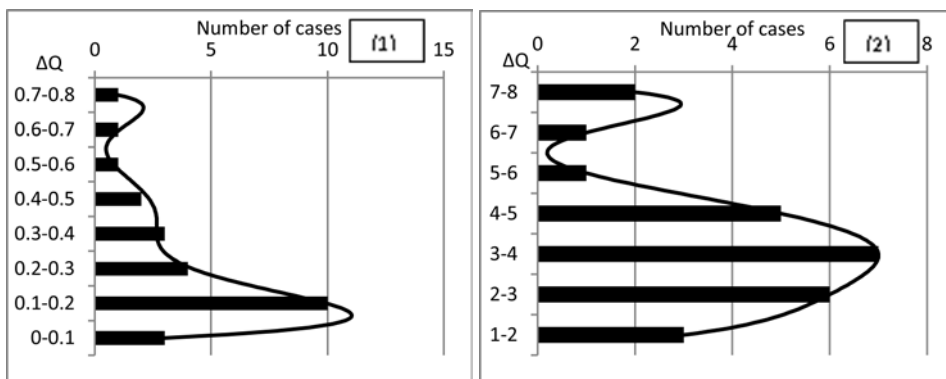 Number of cases
(1)
0 5 10 15
ΔQ
0.7-0.8
0.6-0.7
0.5-0.6
0.4-0.5
0.3-0.4
0.2-0.3
0.1-0.2
0-0.1
Number of cases
(2)
0 2 4 6 8
ΔQ
7-8
6-7
5-6
4-5
3-4
2-3
1-2